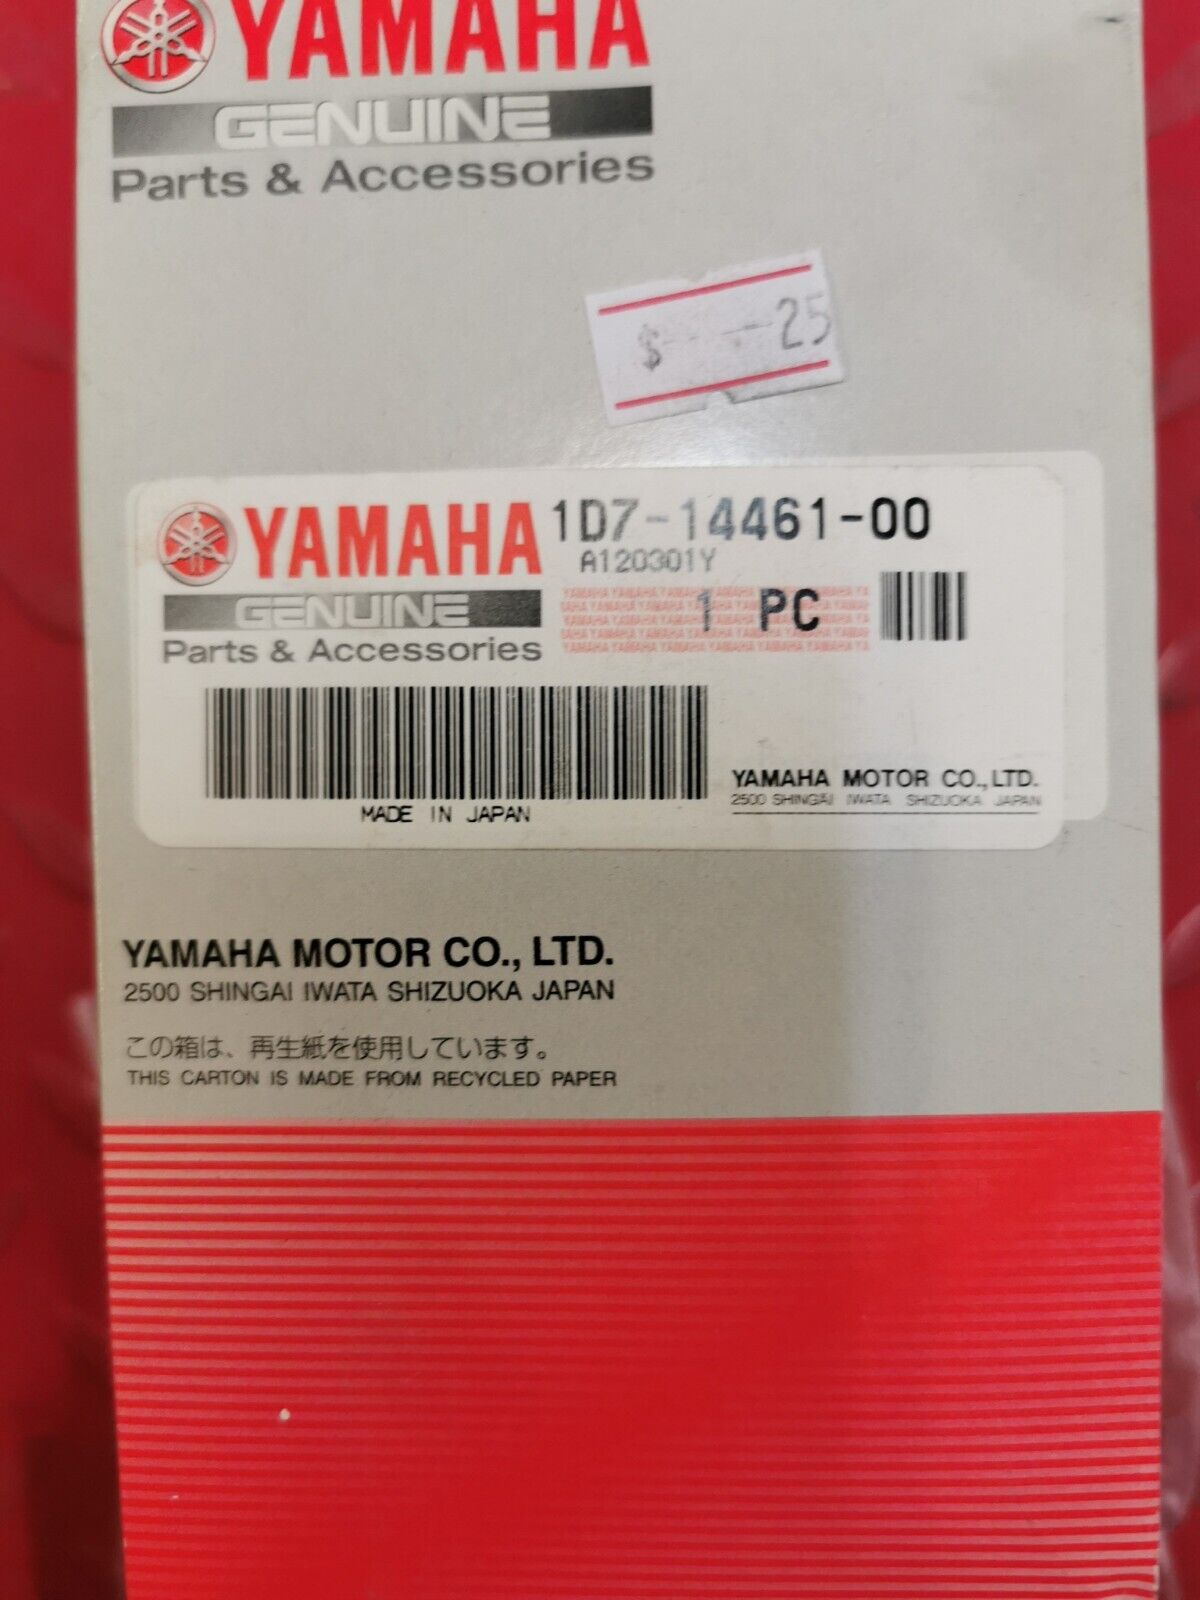 YAMAHA
GENUINE
Parts & Accessories
$ - 25
YAMAHA 1D7-14461-00
A120301Y
GENUINE
1 PC
Parts & Accessories
YAMAHA MOTOR CO.,LTD.
2500 SHINGAI IWATA SHIZUOKA JAPAN
MADE IN JAPAN
YAMAHA MOTOR CO., LTD.
2500 SHINGAI IWATA SHIZUOKA JAPAN
この箱は、再生紙を使用しています。
THIS CARTON IS MADE FROM RECYCLED PAPER